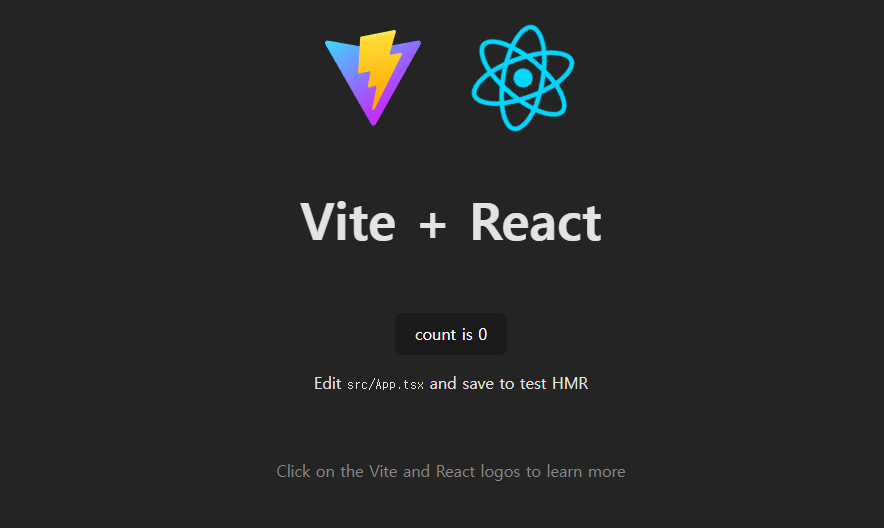 Vite + React
count is 0
Edit src/App.tsx and save to test HMR
Click on the Vite and React logos to learn more